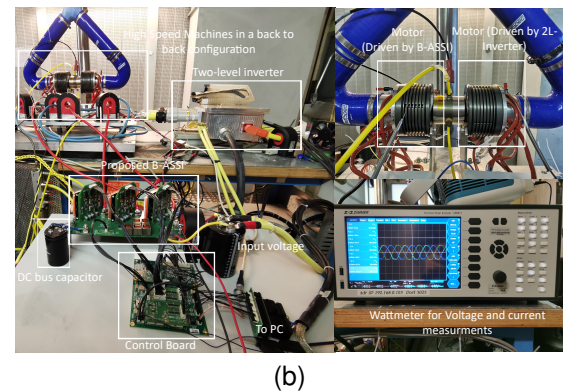 High Speed Machines in a back to
back configuration
Two-level inverter
Proposed B-ASSI
Input voltage
DC bus capacitor
Control Board
To PC
Motor
(Driven by B-ASSI)
Motor (Driven by 2L-
Inverter)
Wattmeter for Voltage and current
measurments
(b)